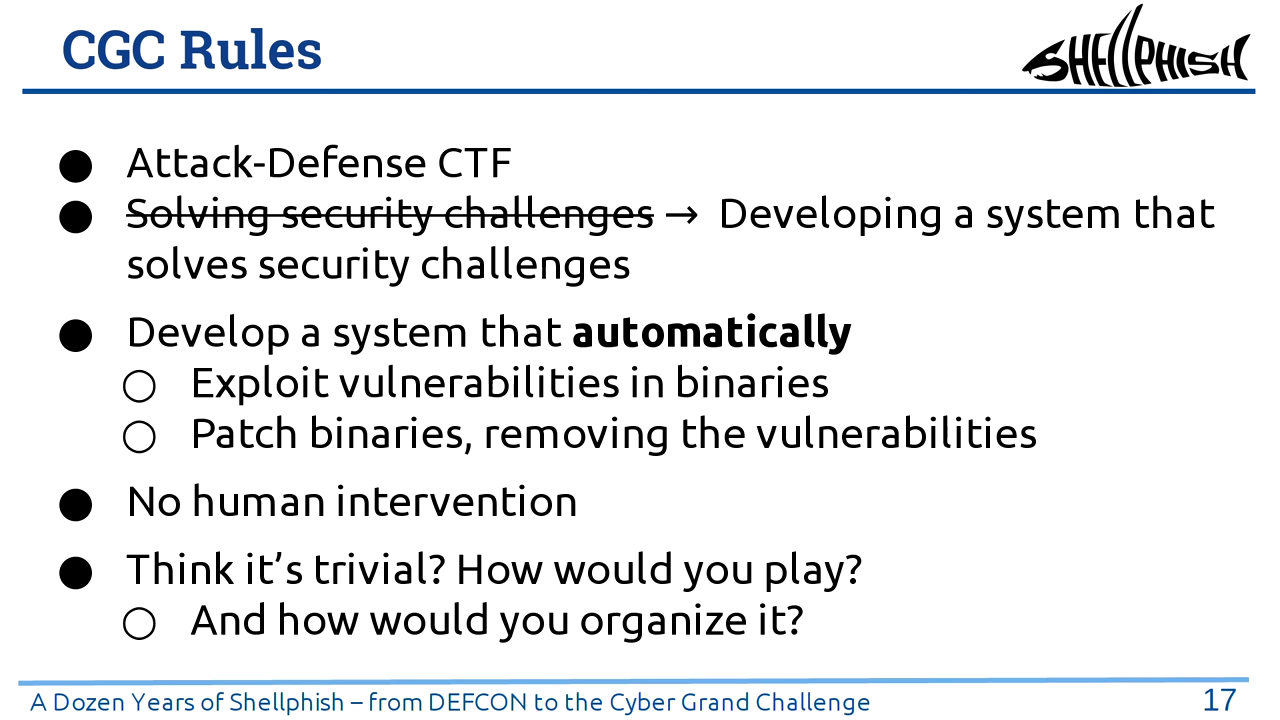 CGC Rules
SHELLPHISH
● Attack-Defense CTF
● Solving security challenges → Developing a system that
solves security challenges
● Develop a system that automatically
○ Exploit vulnerabilities in binaries
○ Patch binaries, removing the vulnerabilities
● No human intervention
● Think it’s trivial? How would you play?
○ And how would you organize it?
A Dozen Years of Shellphish – from DEFCON to the Cyber Grand Challenge
17